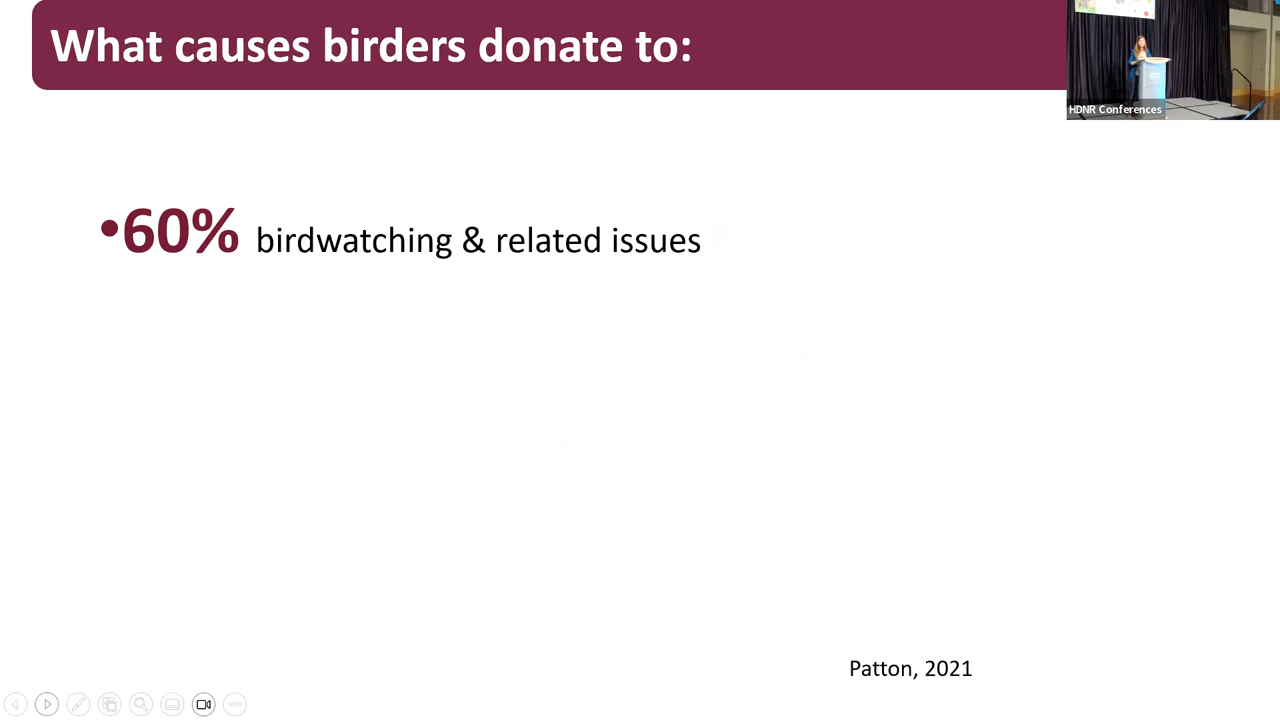 What causes birders donate to:
HDNR Conferences
•60% birdwatching & related issues
Patton, 2021